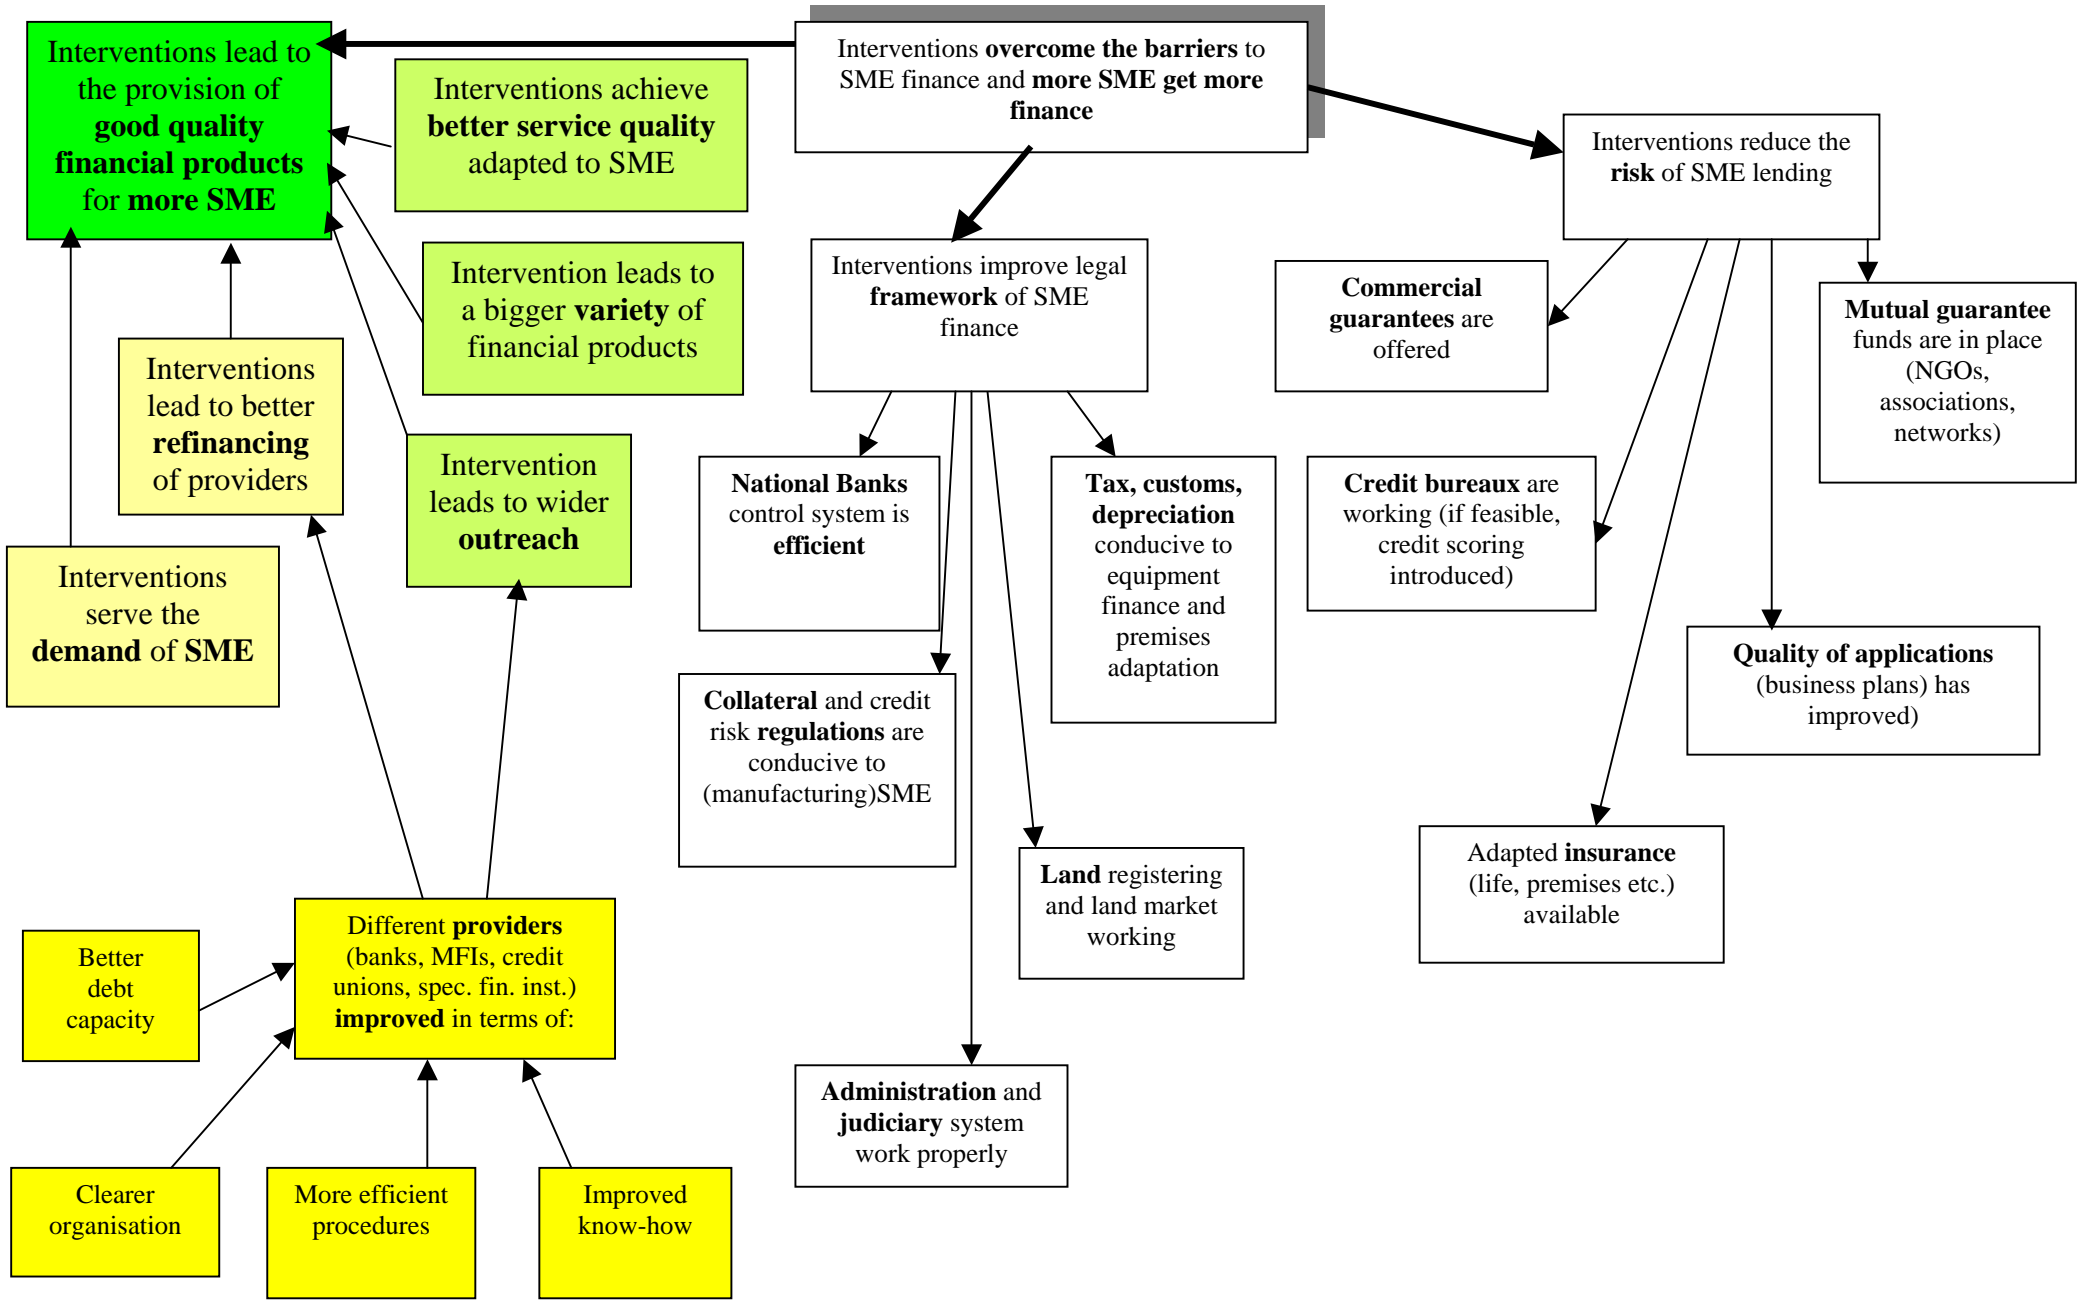 Interventions lead to
the provision of
good quality
financial products
for more SME
Interventions achieve
better service quality
adapted to SME
Interventions overcome the barriers to
SME finance and more SME get more
finance
Interventions reduce the
risk of SME lending
Intervention leads to
a bigger variety of
financial products
Interventions improve legal
framework of SME
finance
Commercial
guarantees are
offered
Mutual guarantee
funds are in place
(NGOs,
associations,
networks)
Interventions
lead to better
refinancing
of providers
Intervention
leads to wider
outreach
National Banks
control system is
efficient
Tax, customs,
depreciation
conducive to
equipment
finance and
premises
adaptation
Credit bureaux are
working (if feasible,
credit scoring
introduced)
Interventions
serve the
demand of SME
Collateral and credit
risk regulations are
conducive to
(manufacturing)SME
Quality of applications
(business plans) has
improved)
Land registering
and land market
working
Adapted insurance
(life, premises etc.)
available
Better
debt
capacity
Different providers
(banks, MFIs, credit
unions, spec. fin. inst.)
improved in terms of:
Administration and
judiciary system
work properly
Clearer
organisation
More efficient
procedures
Improved
know-how